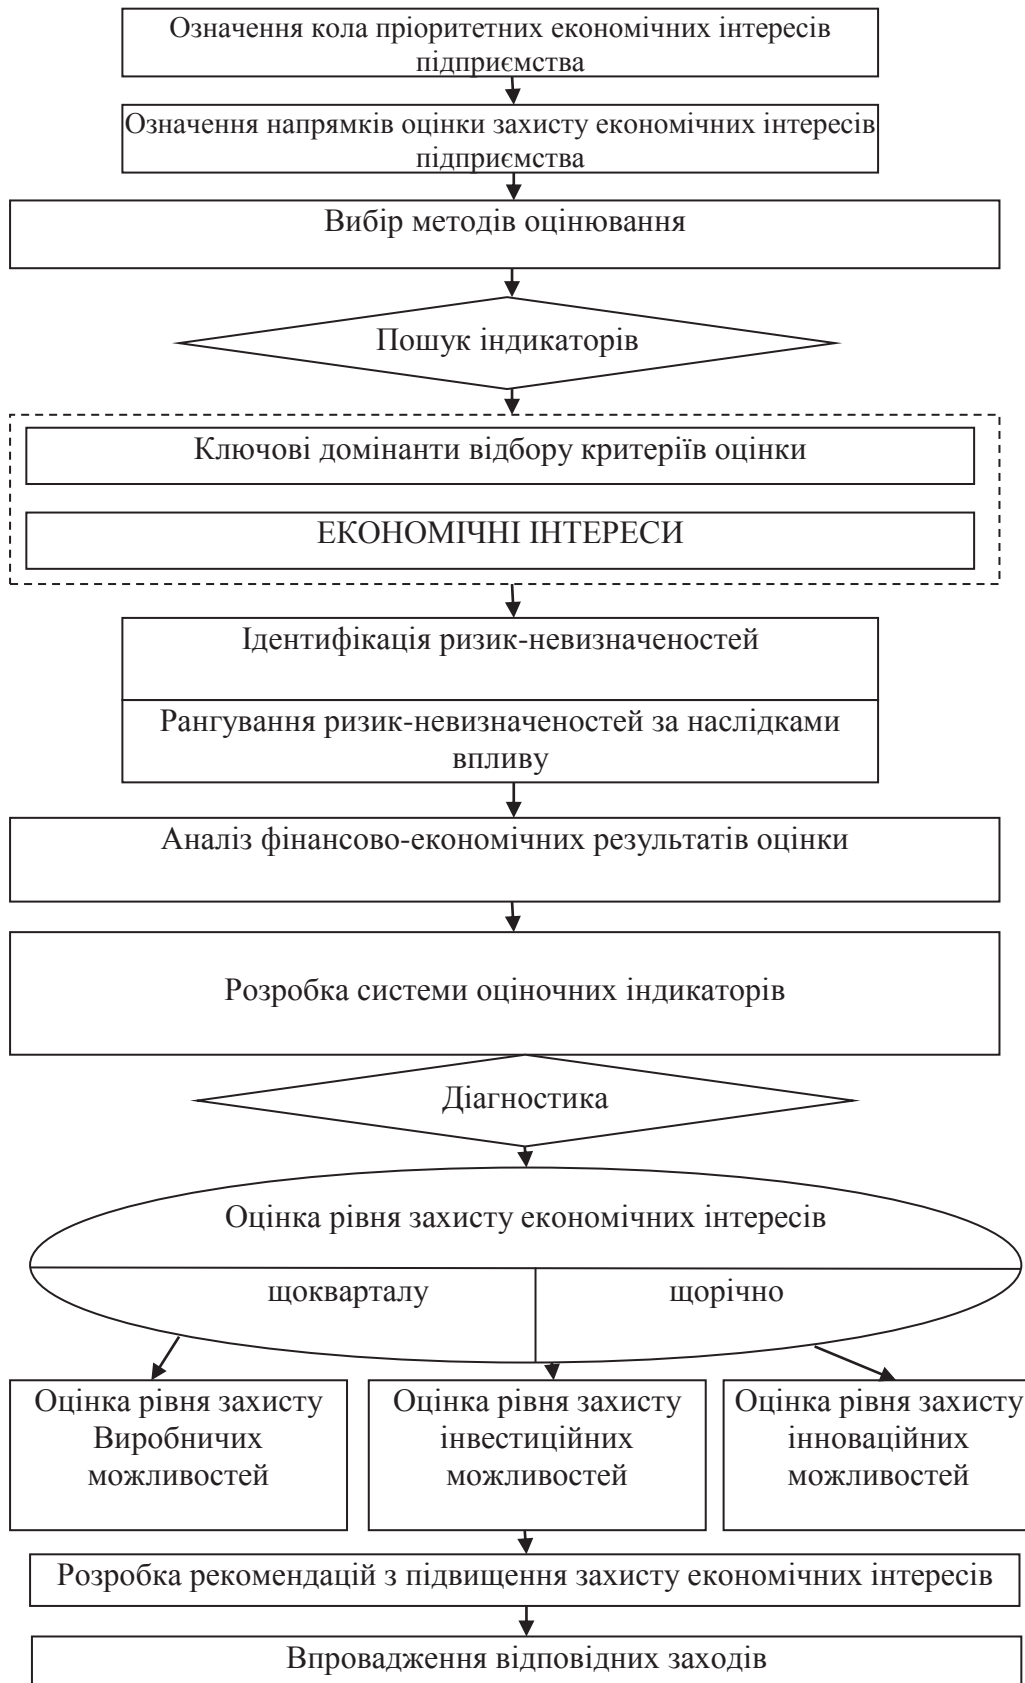 Означення кола пріоритетних економічних інтересів
підприємства
Означення напрямків оцінки захисту економічних інтересів
підприємства
Вибір методів оцінювання
Пошук індикаторів
Ключові домінанти відбору критеріїв оцінки
ЕКОНОМІЧНІ ІНТЕРЕСИ
Ідентифікація ризик-невизначеностей
Рангування ризик-невизначеностей за наслідками
впливу
Аналіз фінансово-економічних результатів оцінки
Розробка системи оціночних індикаторів
Діагностика
Оцінка рівня захисту економічних інтересів
щокварталу
щорічно
Оцінка рівня захисту
Виробничих
можливостей
Оцінка рівня захисту
інвестиційних
можливостей
Оцінка рівня захисту
інноваційних
можливостей
Розробка рекомендацій з підвищення захисту економічних інтересів
Впровадження відповідних заходів